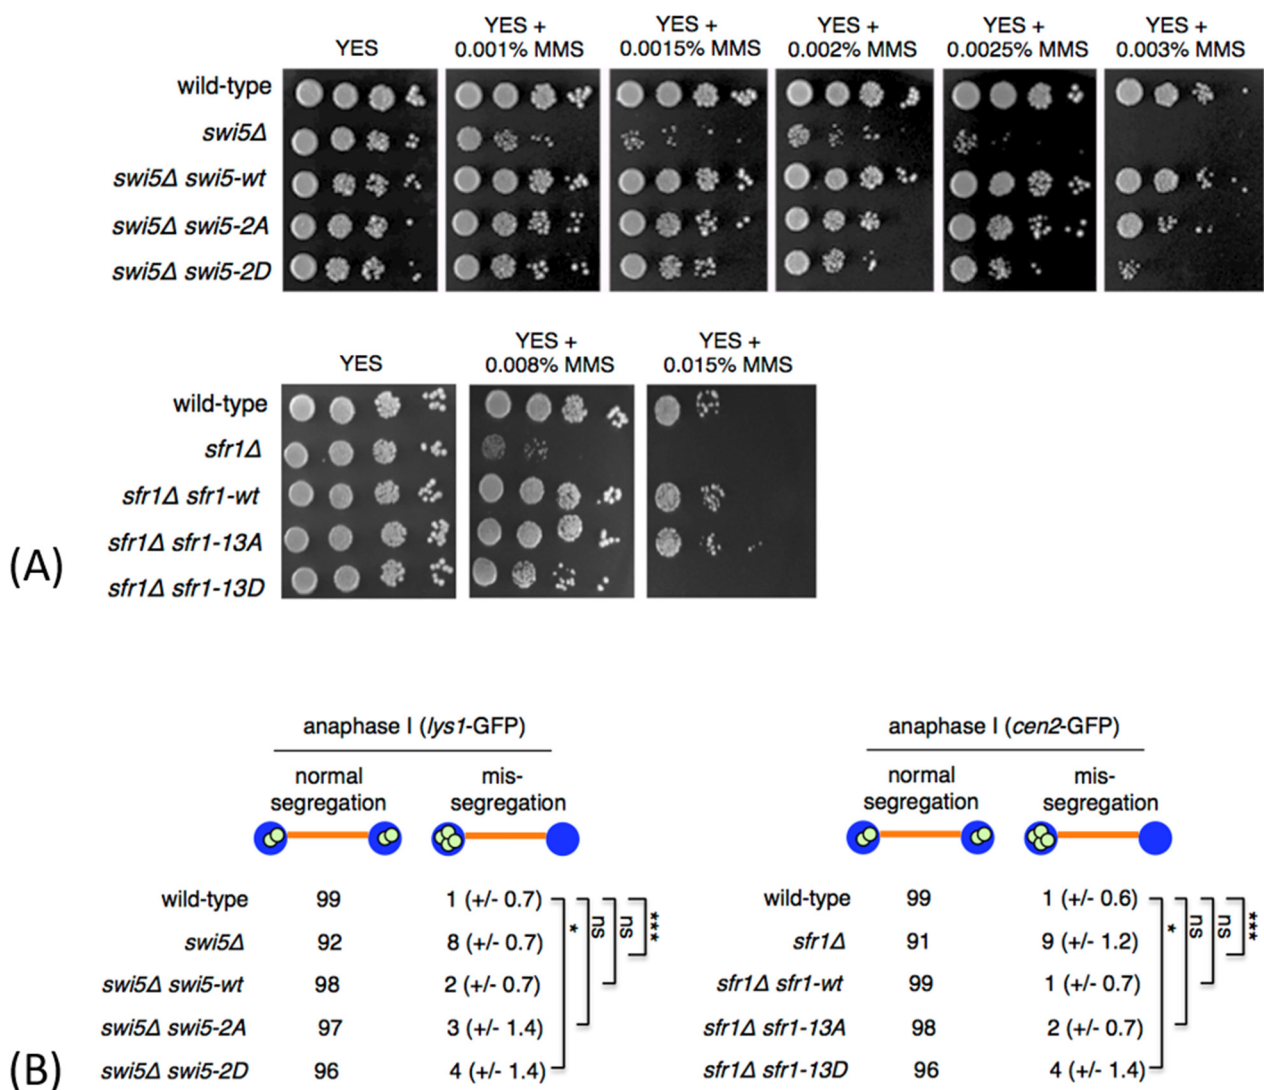 YES
YES +
0.001% MMS
YES +
0.0015% MMS
YES +
0.002% MMS
YES +
0.0025% MMS
YES +
0.003% MMS
wild-type
swi5Δ
swi5Δ swi5-wt
swi5Δ swi5-2A
swi5Δ swi5-2D
YES
YES +
0.008% MMS
YES +
0.015% MMS
wild-type
sfr1Δ
sfr1Δ sfr1-wt
sfr1Δ sfr1-13A
sfr1Δ sfr1-13D
(A)
anaphase I (lys1-GFP)
normal
segregation
mis-
segregation
wild-type 99 1 (+/- 0.7)
swi5Δ 92 8 (+/- 0.7)
swi5Δ swi5-wt 98 2 (+/- 0.7)
swi5Δ swi5-2A 97 3 (+/- 1.4)
swi5Δ swi5-2D 96 4 (+/- 1.4)
* ns ns ***
anaphase I (cen2-GFP)
normal
segregation
mis-
segregation
wild-type 99 1 (+/- 0.6)
sfr1Δ 91 9 (+/- 1.2)
sfr1Δ sfr1-wt 99 1 (+/- 0.7)
sfr1Δ sfr1-13A 98 2 (+/- 0.7)
sfr1Δ sfr1-13D 96 4 (+/- 1.4)
* ns ns ***
(B)